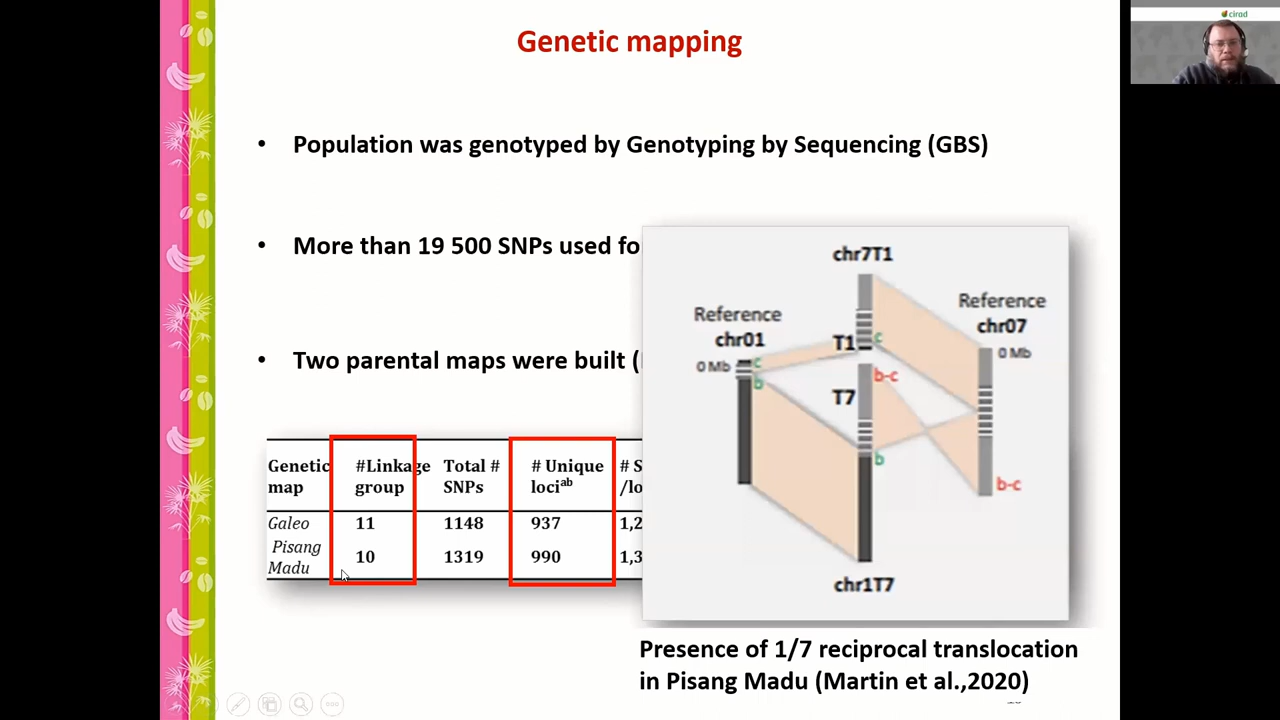 cirad
Genetic mapping
• Population was genotyped by Genotyping by Sequencing (GBS)
• More than 19 500 SNPs used fo
• Two parental maps were built (
chr7T1
Reference
chr01
Reference
chr07
T1
c
c
0 Mb
0 Mb
b
b-c
T7
b
b-c
chr1T7
Genetic map #Linkage group Total # SNPs # Unique lociᵃᵇ # S /lo
Galeo 11 1148 937 1,2
Pisang Madu 10 1319 990 1,3
Presence of 1/7 reciprocal translocation
in Pisang Madu (Martin et al.,2020)